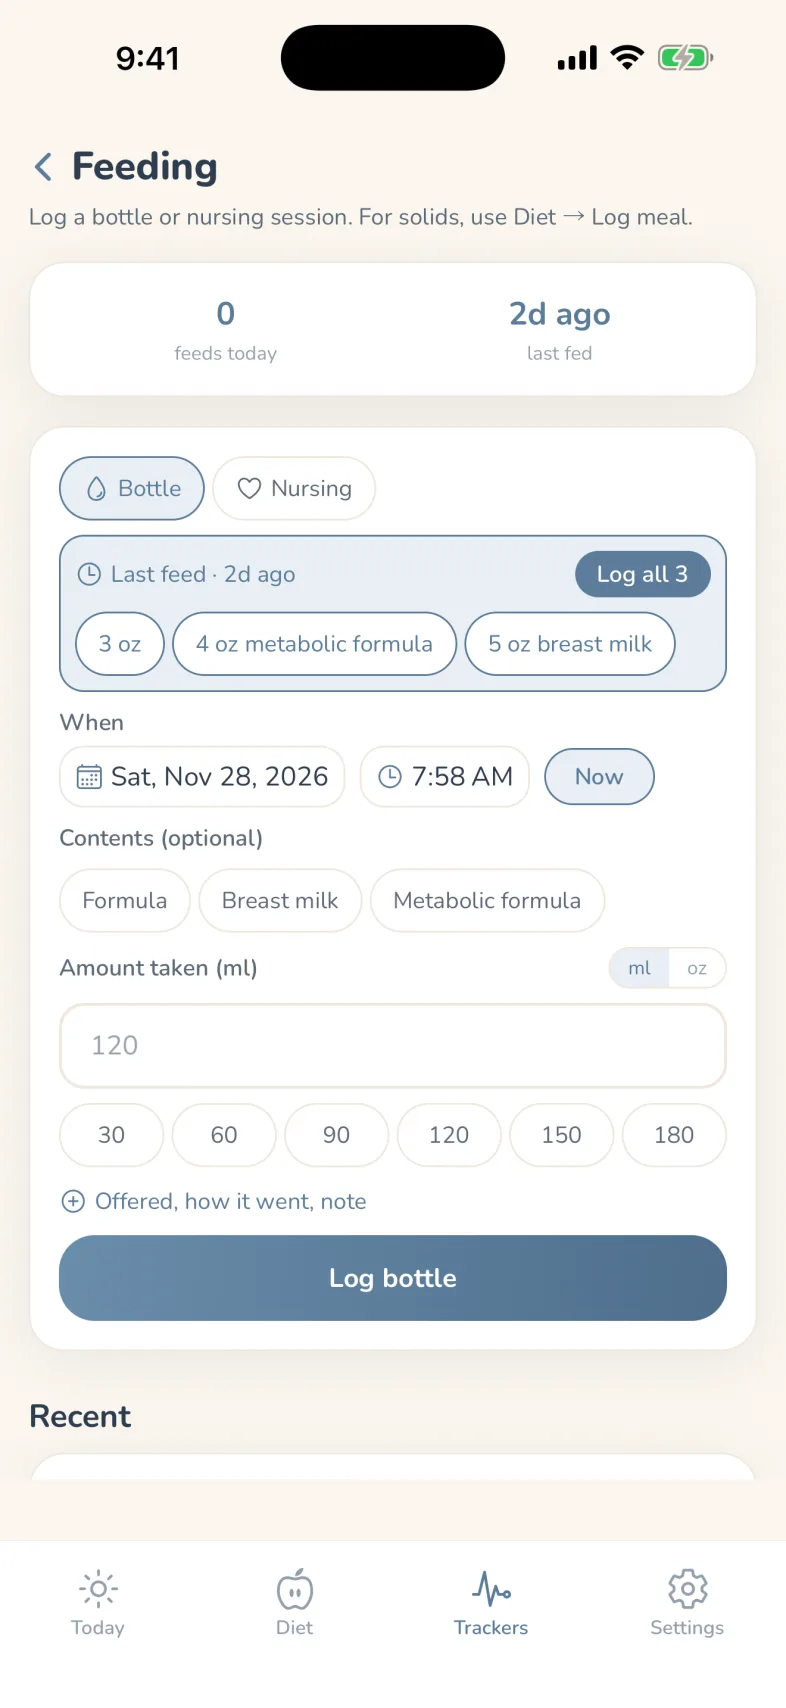 9:41
Feeding
Log a bottle or nursing session. For solids, use Diet → Log meal.
0
feeds today
2d ago
last fed
Bottle
Nursing
Last feed · 2d ago
Log all 3
3 oz
4 oz metabolic formula
5 oz breast milk
When
Sat, Nov 28, 2026
7:58 AM
Now
Contents (optional)
Formula
Breast milk
Metabolic formula
Amount taken (ml)
ml
oz
120
30
60
90
120
150
180
Offered, how it went, note
Log bottle
Recent
Today
Diet
Trackers
Settings